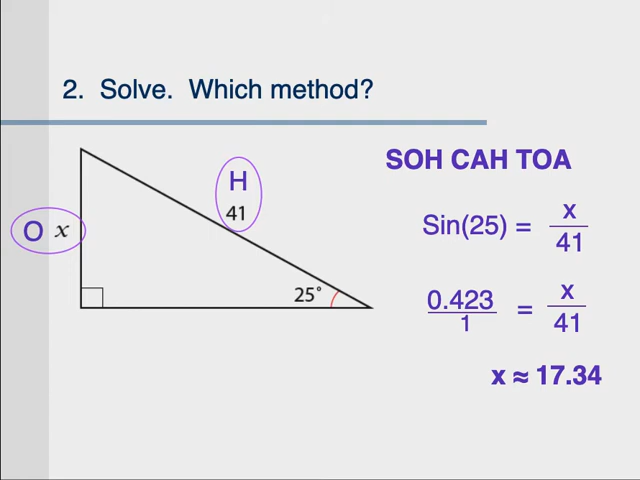 2. Solve. Which method?
SOH CAH TOA
H
41
O x
25°
Sin(25) = x
41
0.423 = x
1 41
x ≈ 17.34